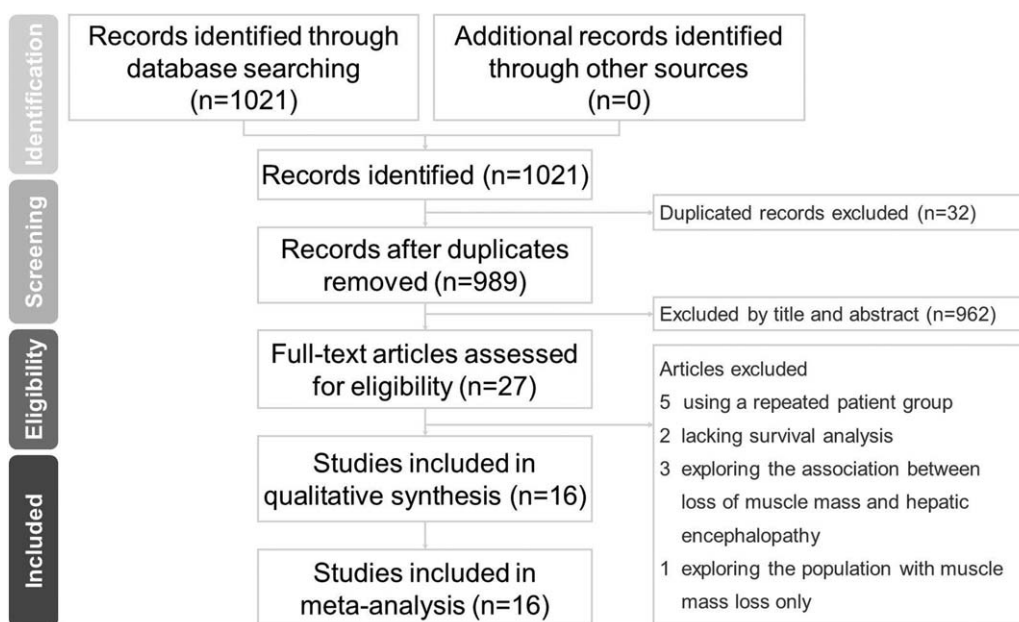 Identification
Records identified through
database searching
(n=1021)
Additional records identified
through other sources
(n=0)
Records identified (n=1021)
Screening
Duplicated records excluded (n=32)
Records after duplicates
removed (n=989)
Excluded by title and abstract (n=962)
Eligibility
Full-text articles assessed
for eligibility (n=27)
Articles excluded
5 using a repeated patient group
2 lacking survival analysis
3 exploring the association between
loss of muscle mass and hepatic
encephalopathy
1 exploring the population with muscle
mass loss only
Included
Studies included in
qualitative synthesis (n=16)
Studies included in
meta-analysis (n=16)